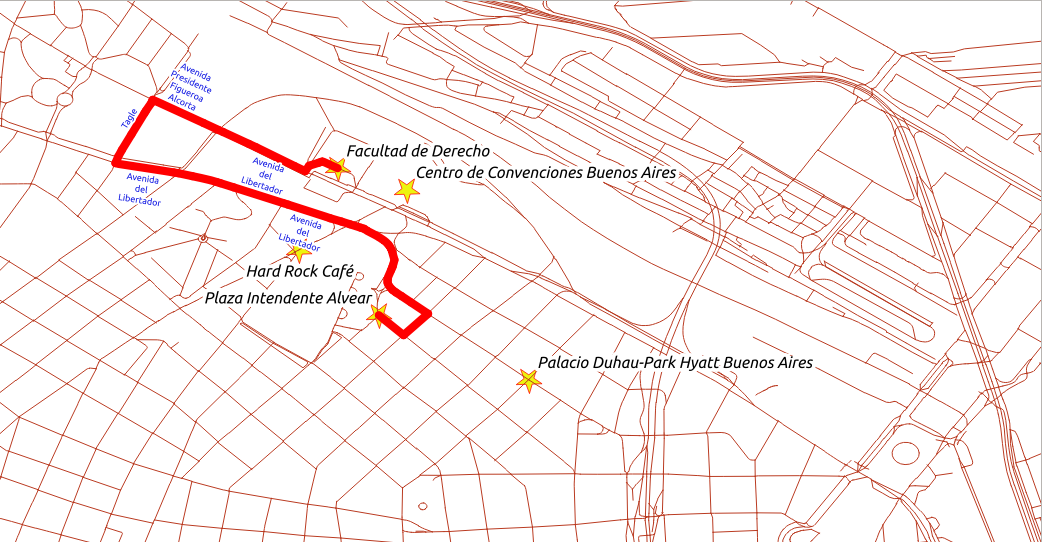 Avenida
Presidente
Figueroa
Alcorta
Tagle
Facultad de Derecho
Centro de Convenciones Buenos Aires
Avenida
del
Libertador
Avenida
del
Libertador
Avenida
del
Libertador
Hard Rock Café
Plaza Intendente Alvear
Palacio Duhau-Park Hyatt Buenos Aires